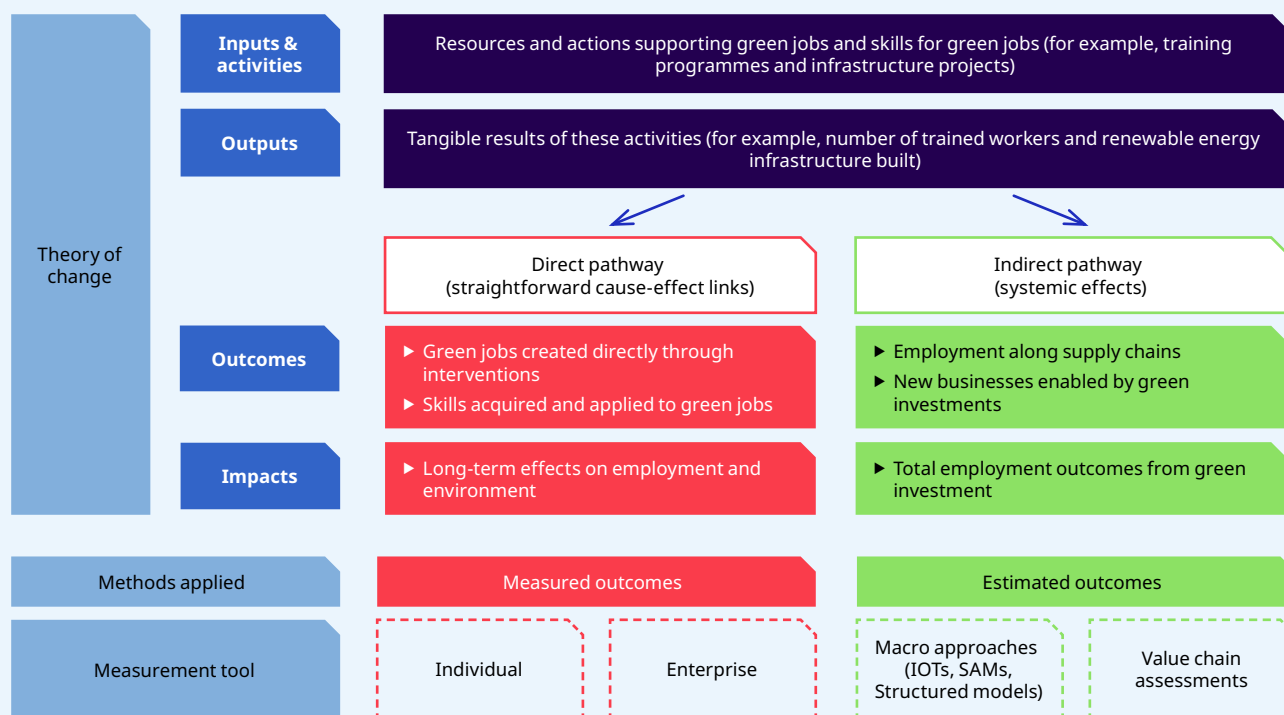 Inputs &
activities
Resources and actions supporting green jobs and skills for green jobs (for example, training
programmes and infrastructure projects)
Outputs
Tangible results of these activities (for example, number of trained workers and renewable energy
infrastructure built)
Theory of
change
Direct pathway
(straightforward cause-effect links)
Indirect pathway
(systemic effects)
Outcomes
▶ Green jobs created directly through
interventions
▶ Skills acquired and applied to green jobs
▶ Employment along supply chains
▶ New businesses enabled by green
investments
Impacts
▶ Long-term effects on employment and
environment
▶ Total employment outcomes from green
investment
Methods applied
Measured outcomes
Estimated outcomes
Measurement tool
Individual
Enterprise
Macro approaches
(IOTs, SAMs,
Structured models)
Value chain
assessments